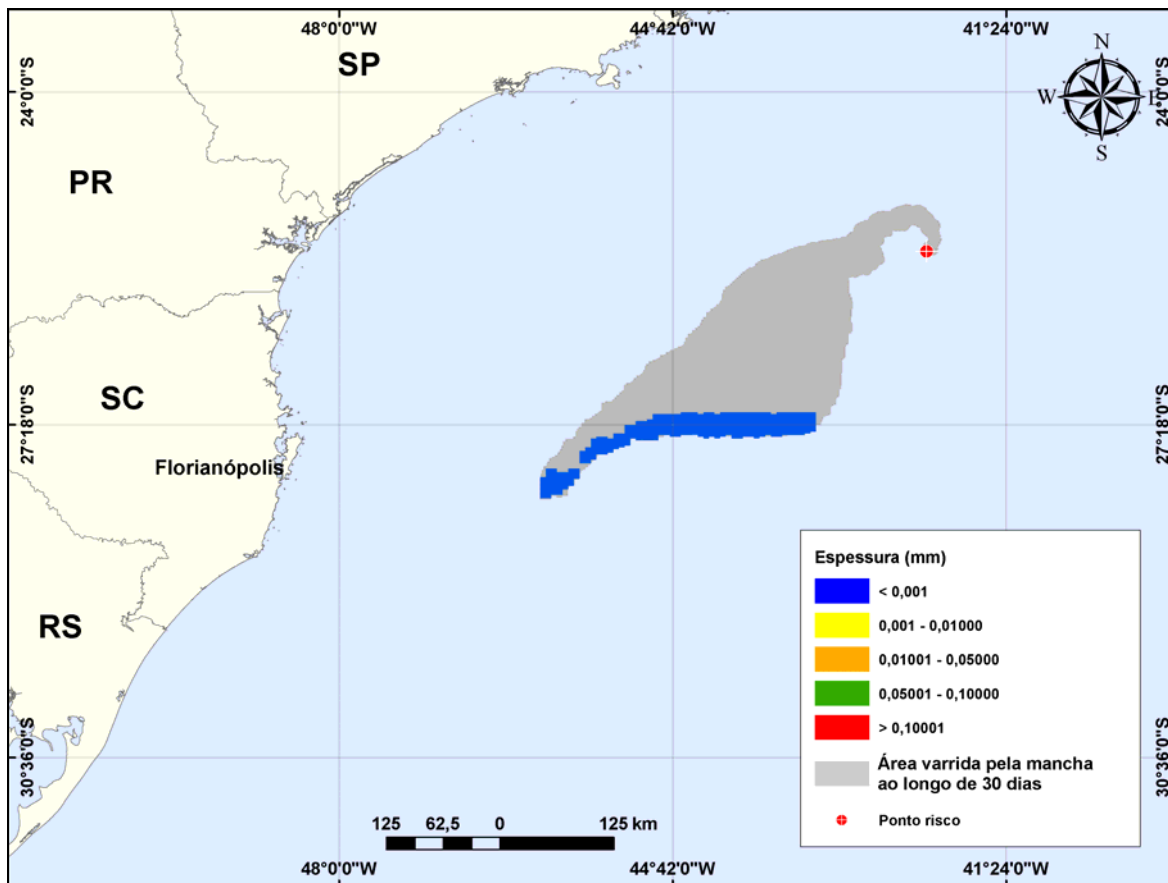 48°0'0"W 44°42'0"W 41°24'0"W
SP
N
24°0'0"S
W
24°0'0"S
S
PR
SC
27°18'0"S
27°18'0"S
Florianópolis
Espessura (mm)
< 0,001
0,001 - 0,01000
0,01001 - 0,05000
0,05001 - 0,10000
> 0,10001
Área varrida pela mancha
ao longo de 30 dias
Ponto risco
RS
30°36'0"S
30°36'0"S
125 62,5 0 125 km
48°0'0"W 44°42'0"W 41°24'0"W